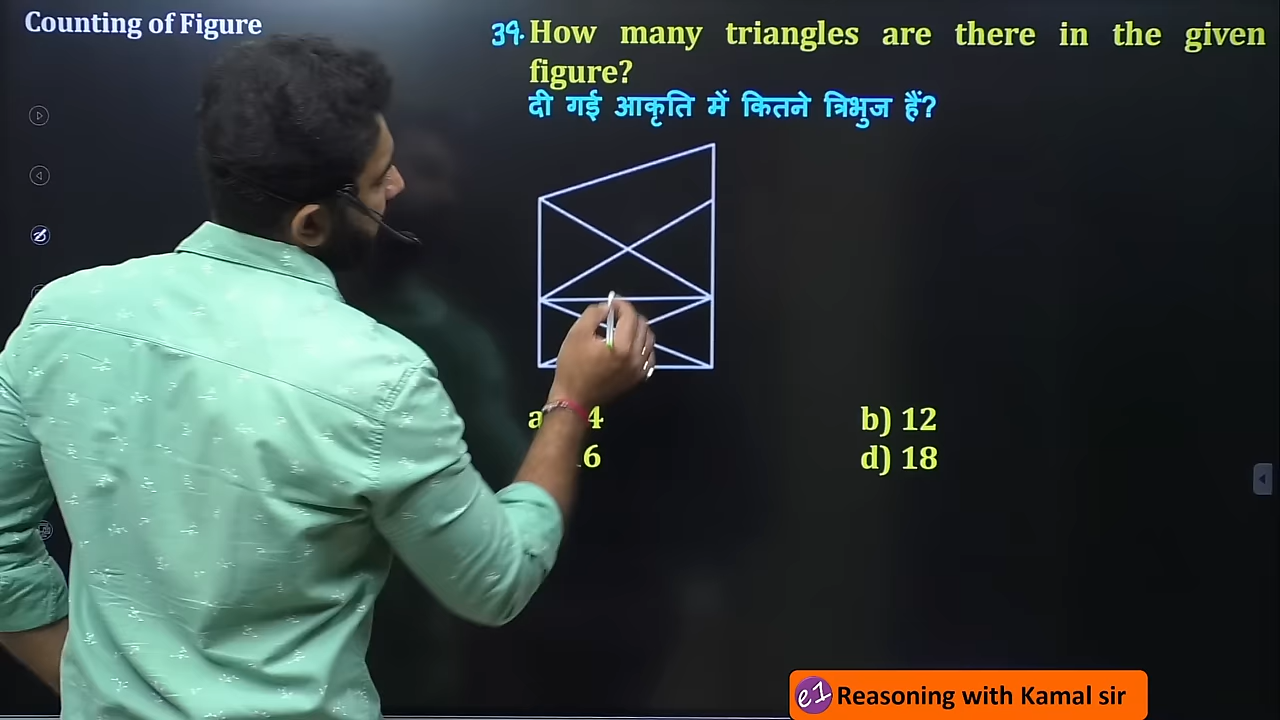 Counting of Figure
39. How many triangles are there in the given
figure?
दी गई आकृति में कितने त्रिभुज हैं?
b) 12
d) 18
e1 Reasoning with Kamal sir